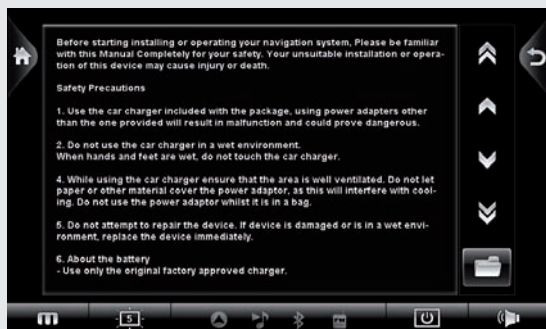 Before starting installing or operating your navigation system, Please be familiar
with this Manual Completely for your safety. Your unsuitable installation or opera-
tion of this device may cause injury or death.
Safety Precautions
1. Use the car charger included with the package, using power adapters other
than the one provided will result in malfunction and could prove dangerous.
2. Do not use the car charger in a wet environment.
When hands and feet are wet, do not touch the car charger.
4. While using the car charger ensure that the area is well ventilated. Do not let
paper or other material cover the power adaptor, as this will interfere with cool-
ing. Do not use the power adaptor whilst it is in a bag.
5. Do not attempt to repair the device. If device is damaged or is in a wet envi-
ronment, replace the device immediately.
6. About the battery
- Use only the original factory approved charger.
5